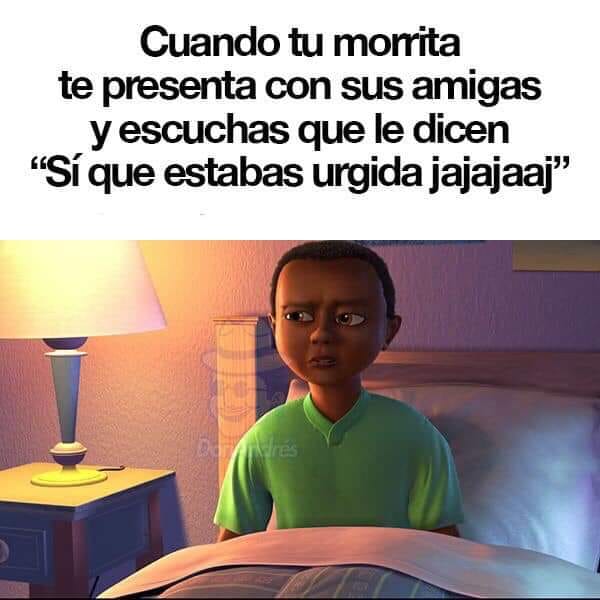 Cuando tu morrita
te presenta con sus amigas
y escuchas que le dicen
“Sí que estabas urgida jajajaaj”